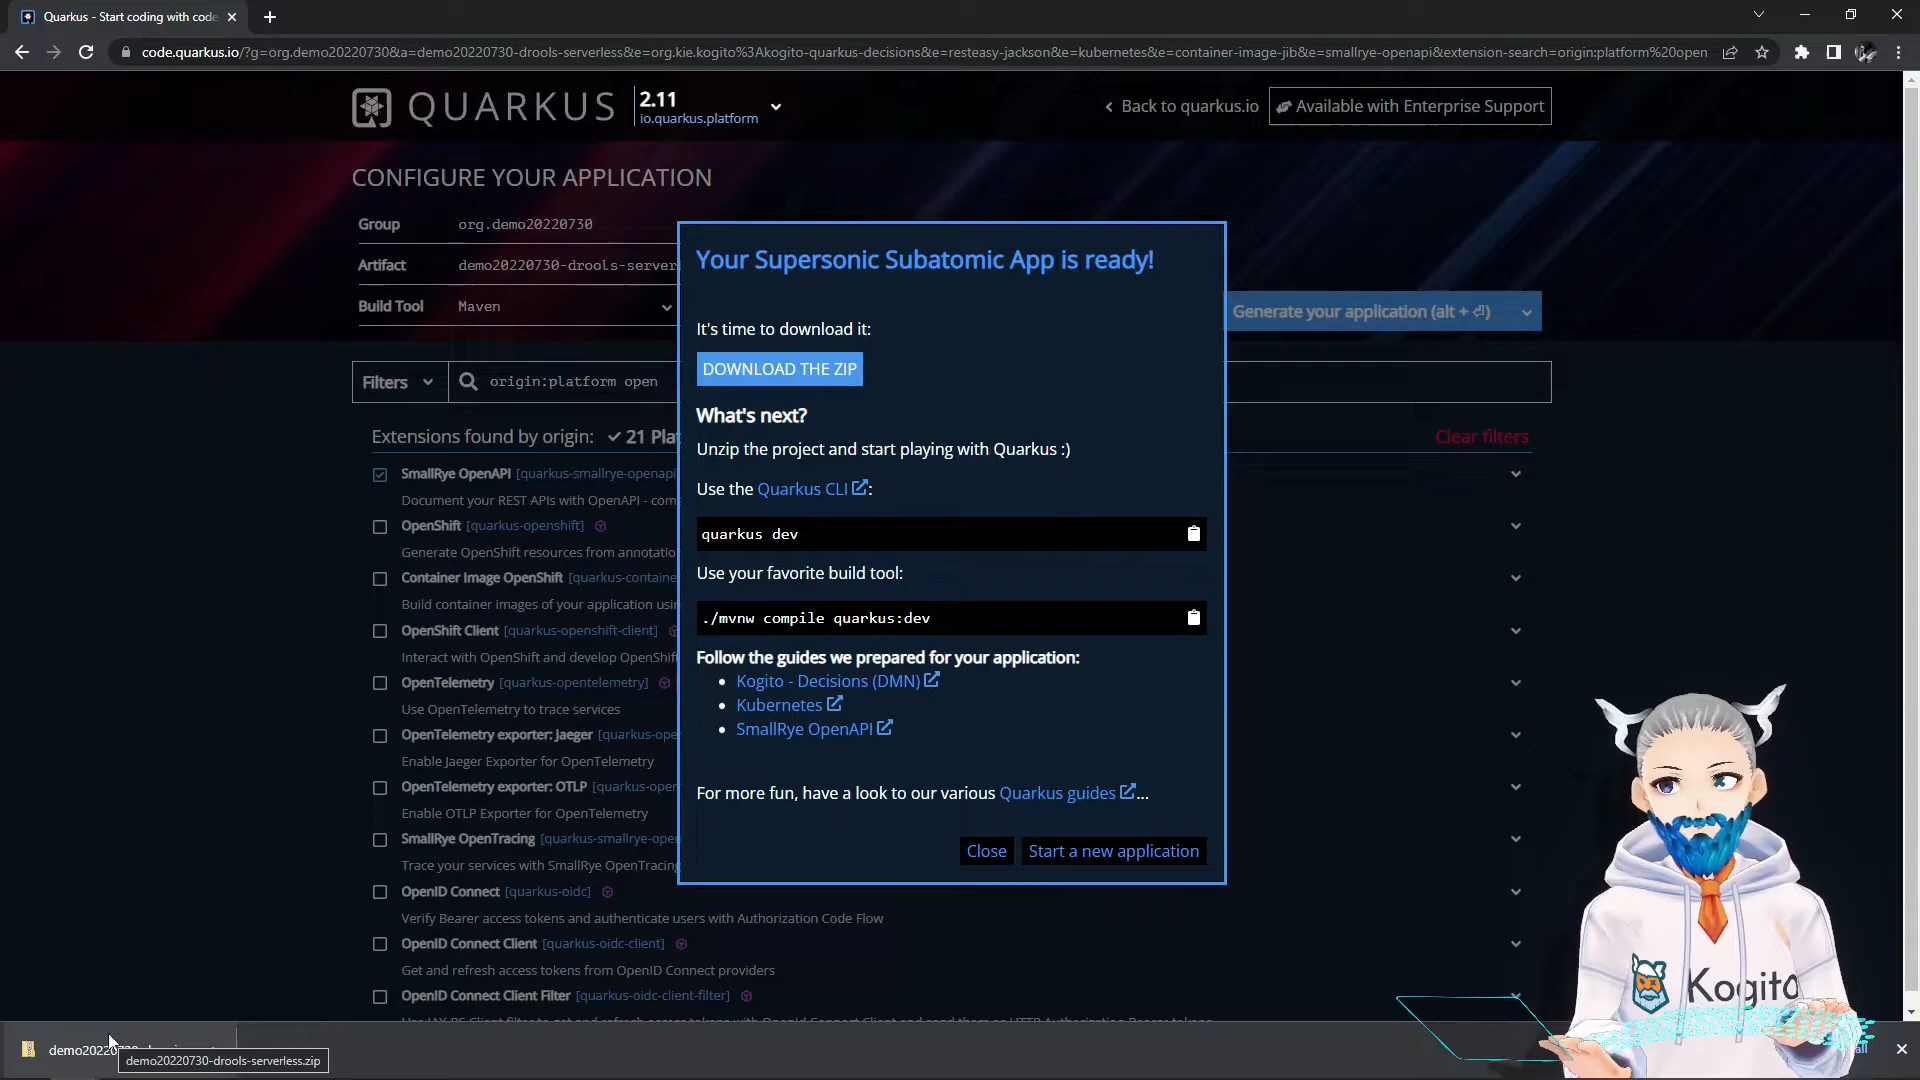 Quarkus - Start coding with code
code.quarkus.io/?g=org.demo20220730&a=demo20220730-drools-serverless&e=org.kie.kogito%3Akogito-quarkus-decisions&e=resteasy-jackson&e=kubernetes&e=container-image-jib&e=smallrye-openapi&extension-search=origin:platform%20open
QUARKUS
2.11
io.quarkus.platform
Back to quarkus.io
Available with Enterprise Support
CONFIGURE YOUR APPLICATION
Group org.demo20220730
Artifact demo20220730-drools-server
Build Tool Maven
Generate your application (alt + ⏎)
Filters origin:platform open
Extensions found by origin: ✓ 21 Pla
Clear filters
SmallRye OpenAPI [quarkus-smallrye-openapi
Document your REST APIs with OpenAPI - com
OpenShift [quarkus-openshift]
Generate OpenShift resources from annotatio
Container Image OpenShift [quarkus-containe
Build container images of your application usi
OpenShift Client [quarkus-openshift-client]
Interact with OpenShift and develop OpenShift
OpenTelemetry [quarkus-opentelemetry]
Use OpenTelemetry to trace services
OpenTelemetry exporter: Jaeger [quarkus-ope
Enable Jaeger Exporter for OpenTelemetry
OpenTelemetry exporter: OTLP [quarkus-oper
Enable OTLP Exporter for OpenTelemetry
SmallRye OpenTracing [quarkus-smallrye-open
Trace your services with SmallRye OpenTracing
OpenID Connect [quarkus-oidc]
Verify Bearer access tokens and authenticate users with Authorization Code Flow
OpenID Connect Client [quarkus-oidc-client]
Get and refresh access tokens from OpenID Connect providers
OpenID Connect Client Filter [quarkus-oidc-client-filter]
Your Supersonic Subatomic App is ready!
It's time to download it:
DOWNLOAD THE ZIP
What's next?
Unzip the project and start playing with Quarkus :)
Use the Quarkus CLI:
quarkus dev
Use your favorite build tool:
./mvnw compile quarkus:dev
Follow the guides we prepared for your application:
• Kogito - Decisions (DMN)
• Kubernetes
• SmallRye OpenAPI
For more fun, have a look to our various Quarkus guides...
Close
Start a new application
Kogito
demo202
demo20220730-drools-serverless.zip